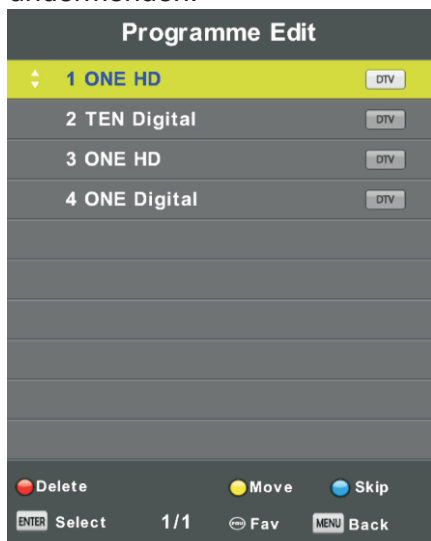 Programme Edit
1 ONE HD DTV
2 TEN Digital DTV
3 ONE HD DTV
4 ONE Digital DTV
Delete Move Skip
ENTER Select 1/1 Fav MENU Back